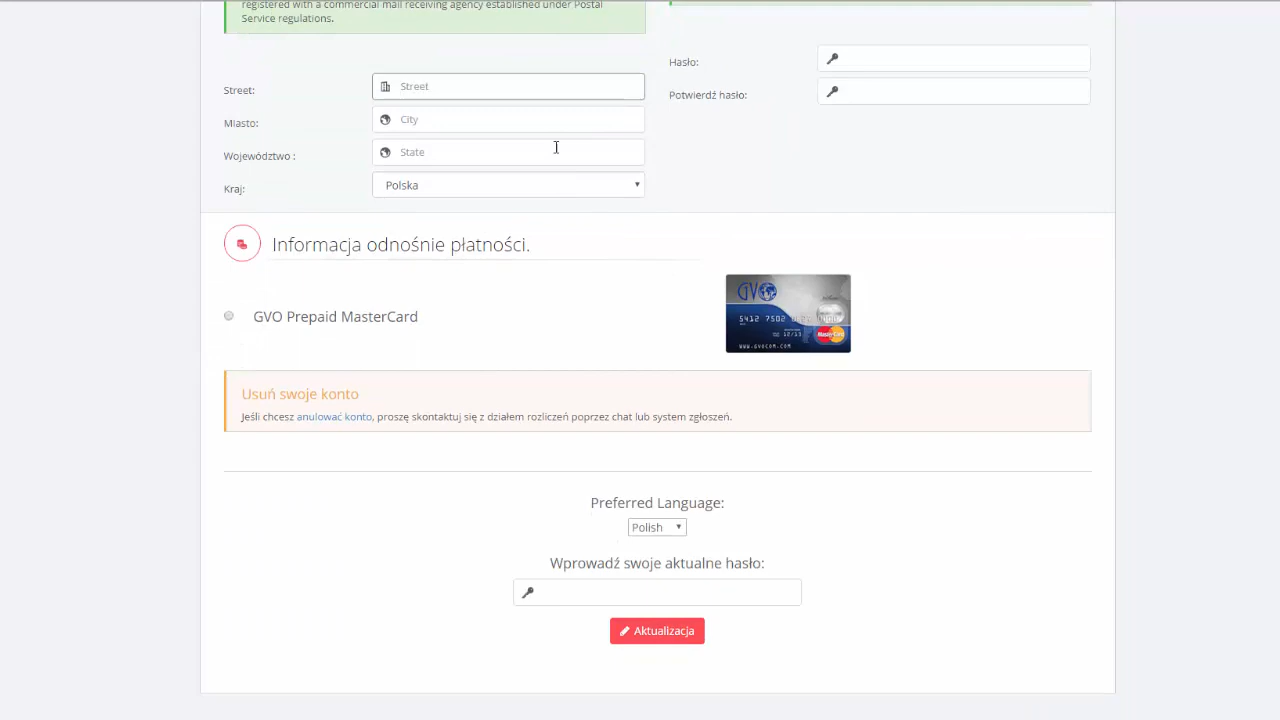 registered with a commercial mail receiving agency established under Postal
Service regulations.
Hasło:
Potwierdź hasło:
Street:
Street
Miasto:
City
Województwo :
State
Kraj:
Polska
Informacja odnośnie płatności.
GVO Prepaid MasterCard
GVO
5412 7502
12/13
MasterCard
WWW.GVOCOM.COM
Usuń swoje konto
Jeśli chcesz anulować konto, proszę skontaktuj się z działem rozliczeń poprzez chat lub system zgłoszeń.
Preferred Language:
Polish
Wprowadź swoje aktualne hasło:
Aktualizacja